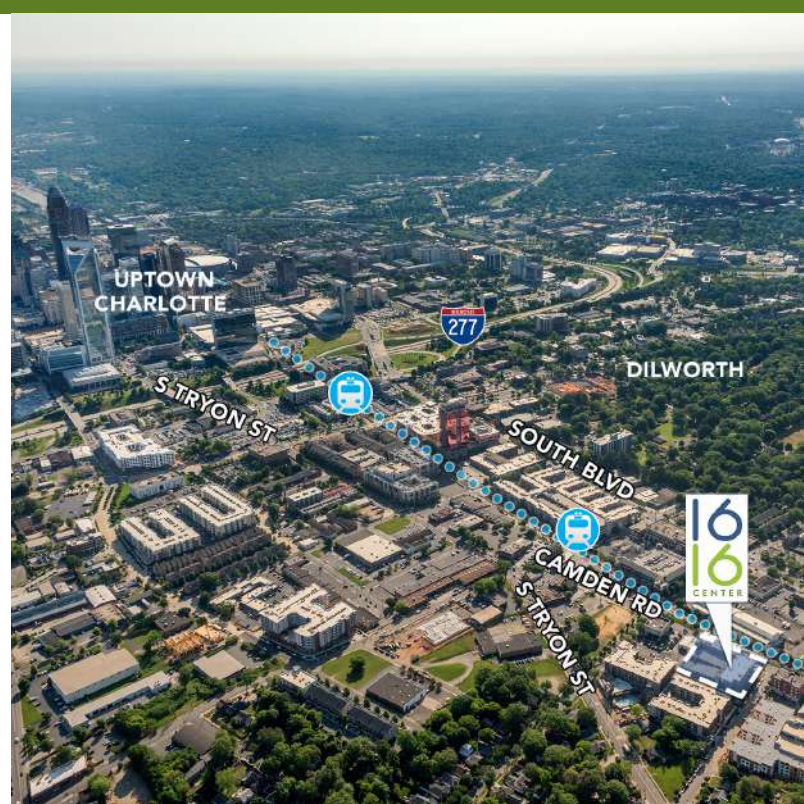 UPTOWN
CHARLOTTE
277
S TRYON ST
DILWORTH
SOUTH BLVD
16
16
CENTER
CAMDEN RD
S TRYON ST